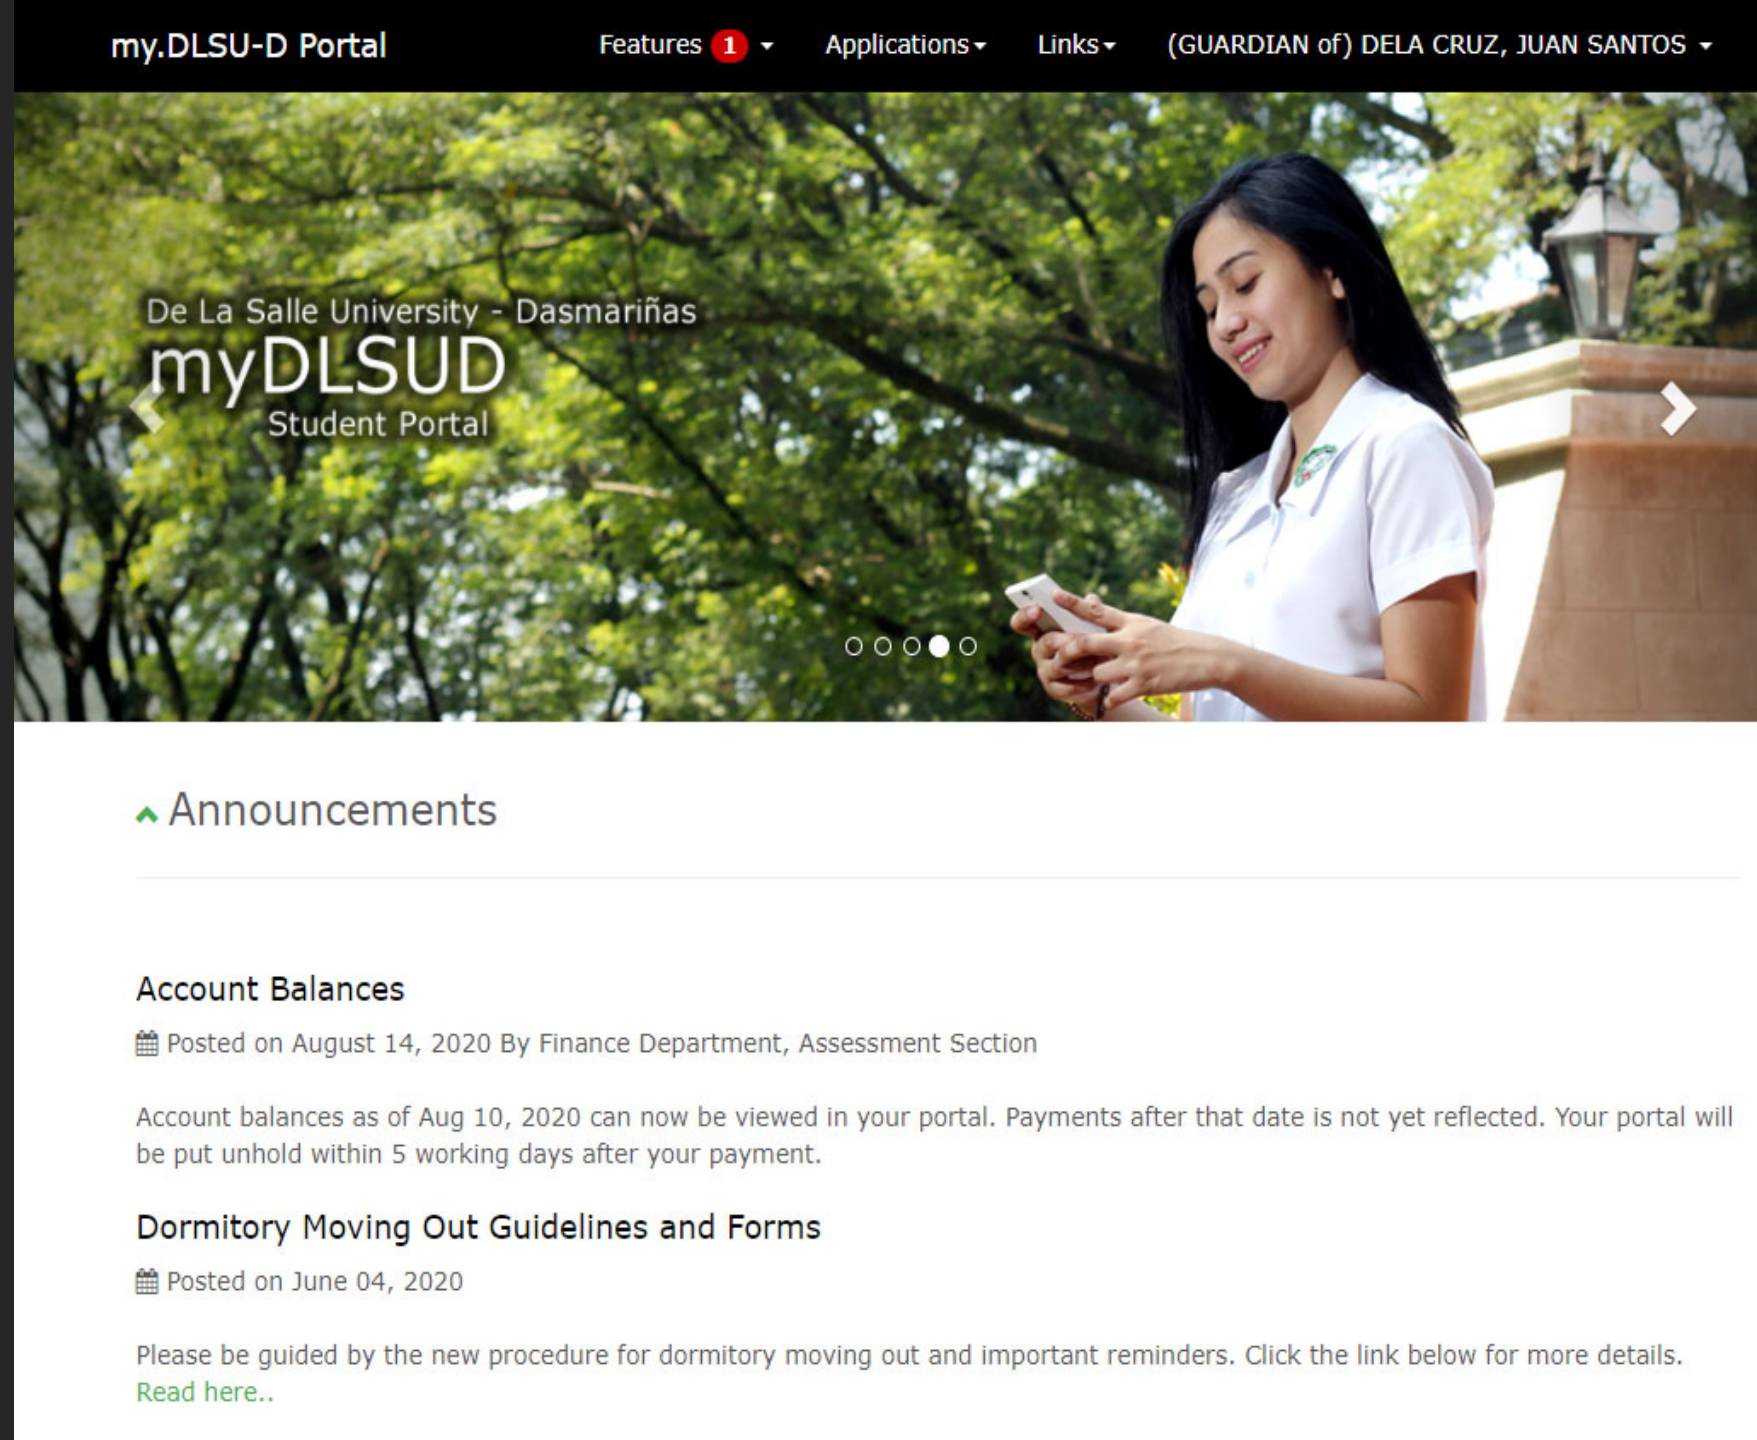 my.DLSU-D Portal Features 1 Applications Links (GUARDIAN of) DELA CRUZ, JUAN SANTOS
De La Salle University - Dasmariñas
myDLSUD
Student Portal
Announcements
Account Balances
Posted on August 14, 2020 By Finance Department, Assessment Section
Account balances as of Aug 10, 2020 can now be viewed in your portal. Payments after that date is not yet reflected. Your portal will
be put unhold within 5 working days after your payment.
Dormitory Moving Out Guidelines and Forms
Posted on June 04, 2020
Please be guided by the new procedure for dormitory moving out and important reminders. Click the link below for more details.
Read here..